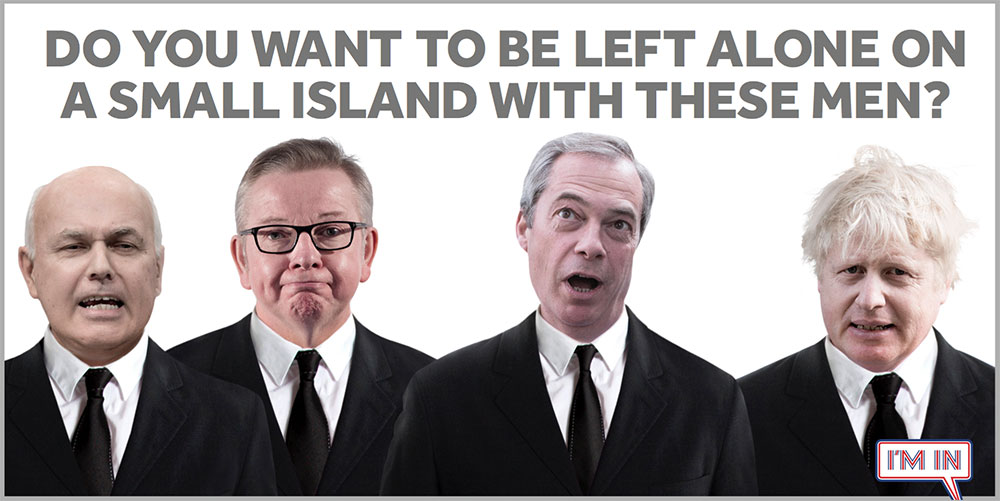 DO YOU WANT TO BE LEFT ALONE ON
A SMALL ISLAND WITH THESE MEN?
I'M IN